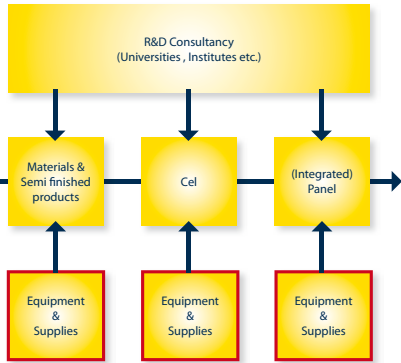 R&D Consultancy
(Universities , Institutes etc.)
Materials &
Semi finished
products
Cel
(Integrated)
Panel
Equipment
&
Supplies
Equipment
&
Supplies
Equipment
&
Supplies